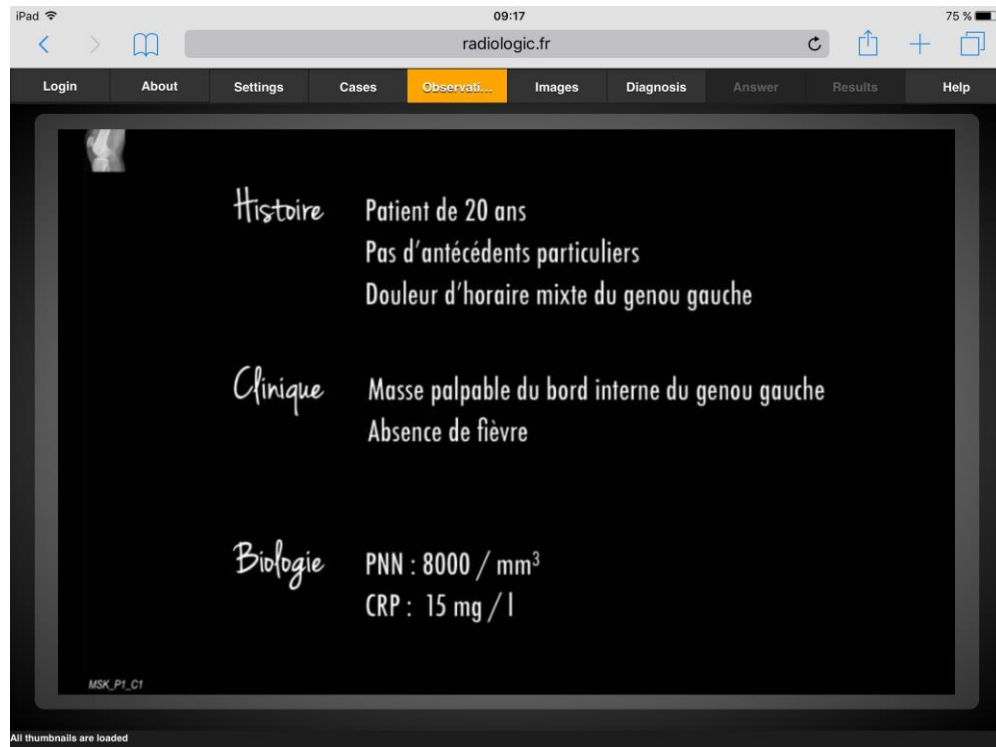 iPad 09:17 75 %
radiologic.fr
Login About Settings Cases Observati... Images Diagnosis Answer Results Help
Histoire Patient de 20 ans
Pas d'antécédents particuliers
Douleur d'horaire mixte du genou gauche
Clinique Masse palpable du bord interne du genou gauche
Absence de fièvre
Biologie PNN : 8000 / mm³
CRP : 15 mg / l
MSK_P1_C1
All thumbnails are loaded